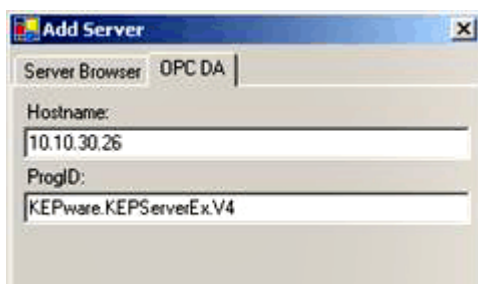 Add Server
Server Browser OPC DA
Hostname:
10.10.30.26
ProgID:
KEPware.KEPServerEx.V4